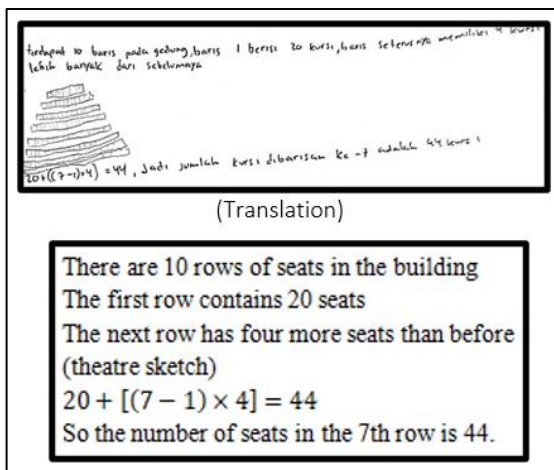 terdapat 10 baris pada gedung, baris 1 berisi 20 kursi, baris seterusnya memiliki 4 kursi
lebih banyak dari sebelumnya
20+((7-1)×4) = 44, Jadi jumlah kursi dibarisan ke-7 adalah 44 kursi
(Translation)
There are 10 rows of seats in the building
The first row contains 20 seats
The next row has four more seats than before
(theatre sketch)
20 + [(7 − 1) × 4] = 44
So the number of seats in the 7th row is 44.